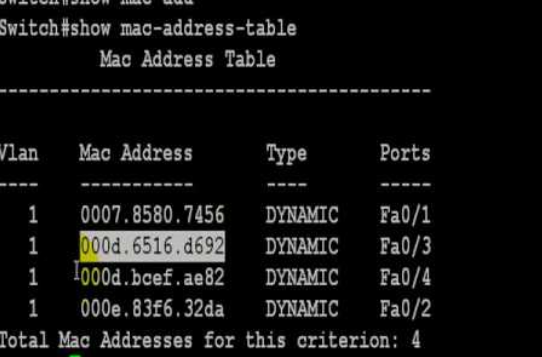 Switch#show mac-add
Switch#show mac-address-table
Mac Address Table
-------------------------------------------
Vlan Mac Address Type Ports
---- ----------- ---- -----
1 0007.8580.7456 DYNAMIC Fa0/1
1 000d.6516.d692 DYNAMIC Fa0/3
1 000d.bcef.ae82 DYNAMIC Fa0/4
1 000e.83f6.32da DYNAMIC Fa0/2
Total Mac Addresses for this criterion: 4